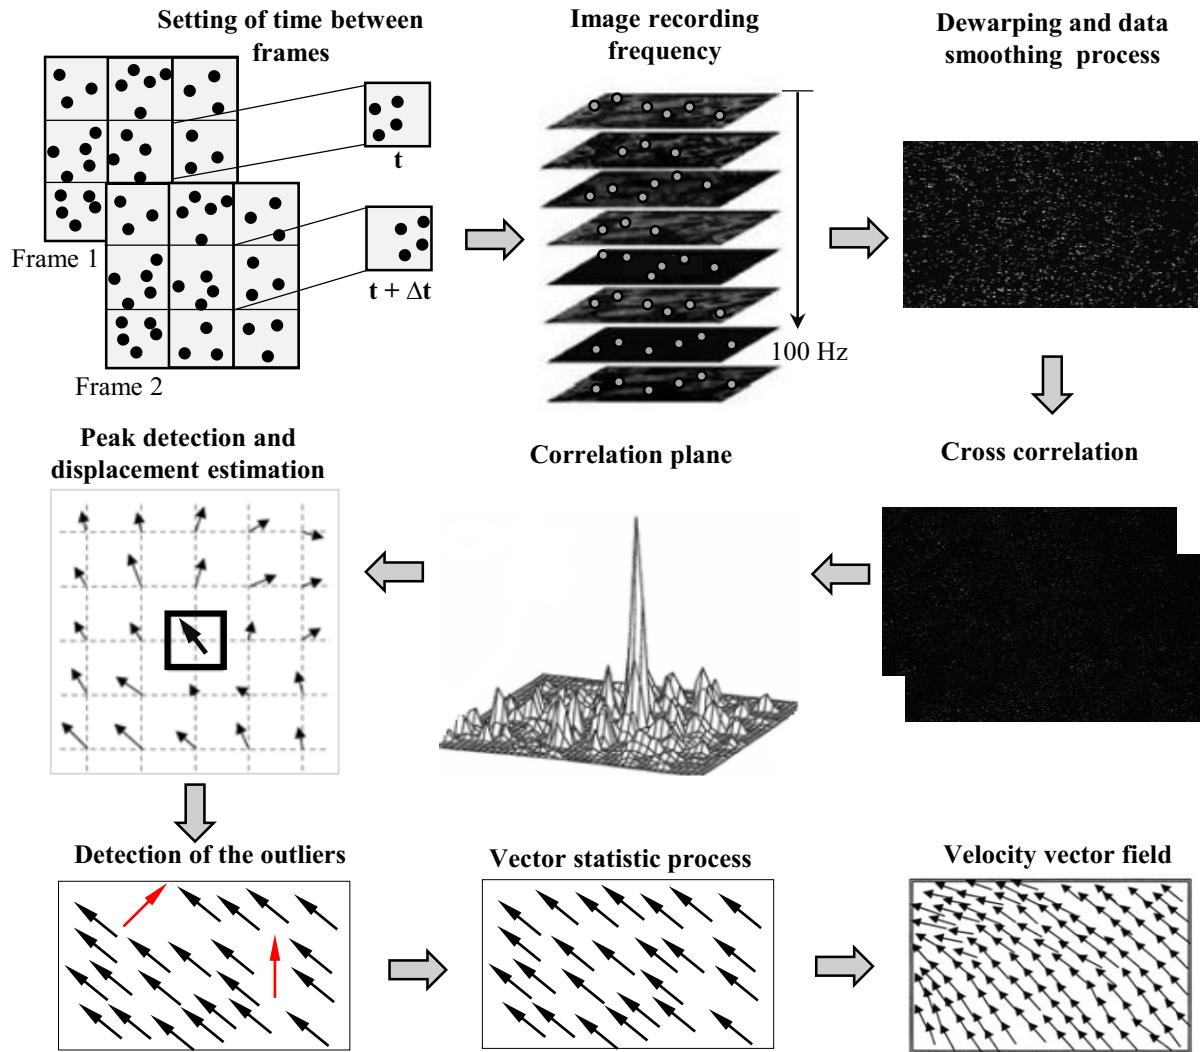 Setting of time between
frames
Image recording
frequency
Dewarping and data
smoothing process
t
Frame 1
t + Δt
Frame 2
100 Hz
Peak detection and
displacement estimation
Correlation plane
Cross correlation
Detection of the outliers
Vector statistic process
Velocity vector field